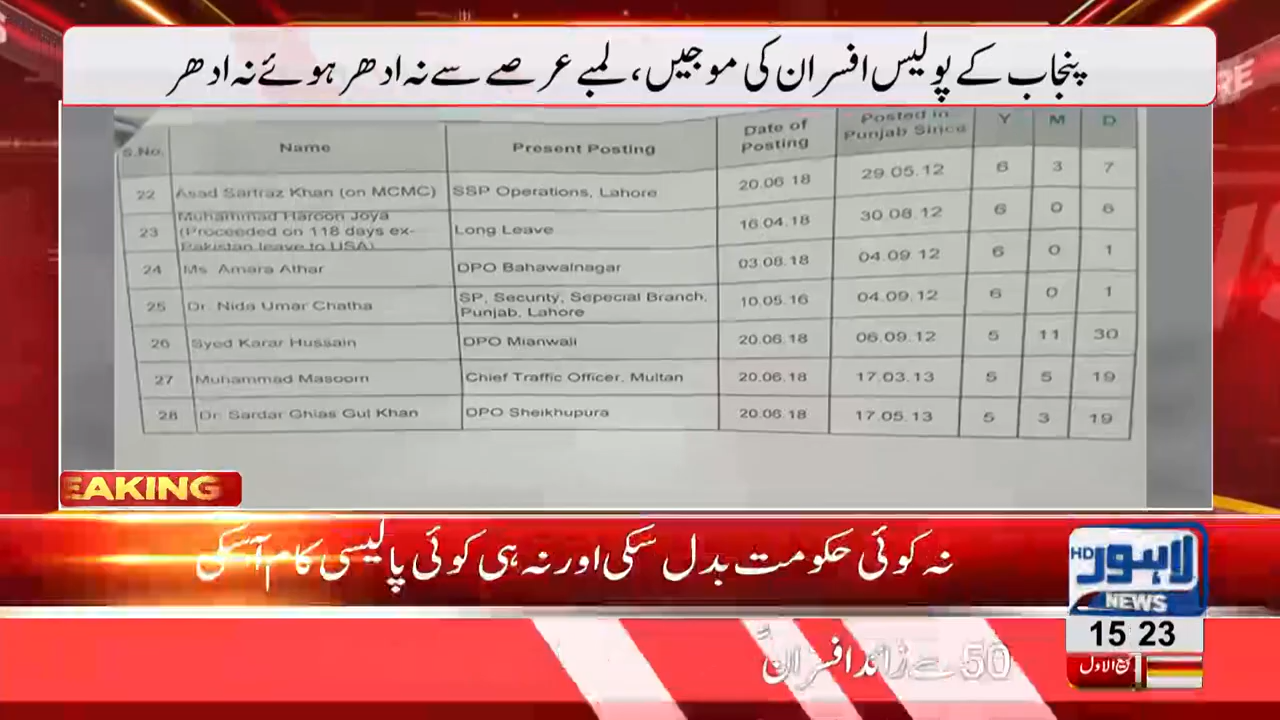 پنجاب کے پولیس افسران کی موجیں، لمبے عرصے سے نہ ادھر ہوئے نہ ادھر
S.No. Name Present Posting Date of Posting Posted in Punjab Since Y M D
22 Asad Sarfraz Khan (on MCMC) SSP Operations, Lahore 20.06 18 29.05.12 6 3 7
23 Muhammad Haroon Joya (Proceeded on 118 days ex-Pakistan leave to USA) Long Leave 16.04.18 30.08.12 6 0 6
24 Ms. Amara Athar DPO Bahawalnagar 03.08.18 04.09 12 6 0 1
25 Dr. Nida Umar Chatha SP, Securty, Sepecial Branch, Punjab, Lahore 10.05.16 04.09.12 6 0 1
26 Syed Karar Hussain DPO Mianwali 20.06.18 06.09.12 5 11 30
27 Muhammad Masoom Chief Traffic Officer, Multan 20.06.18 17.03.13 5 5 19
28 Dr. Sardar Ghias Gul Khan DPO Sheikhupura 20.06.18 17.05.13 5 3 19
EAKING
نہ کوئی حکومت بدل سکی اور نہ ہی کوئی پالیسی کام آسکی
HD لاہور
NEWS
15 23
ربیع الاول
50 سے زائد افسران